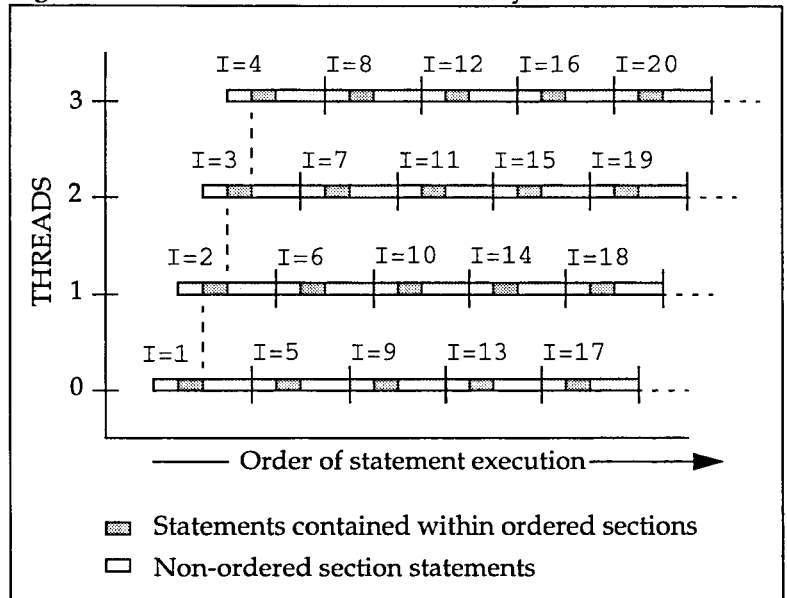 I=4 I=8 I=12 I=16 I=20
3
I=3 I=7 I=11 I=15 I=19
2
I=2 I=6 I=10 I=14 I=18
1
I=1 I=5 I=9 I=13 I=17
0
THREADS
Order of statement execution
Statements contained within ordered sections
Non-ordered section statements